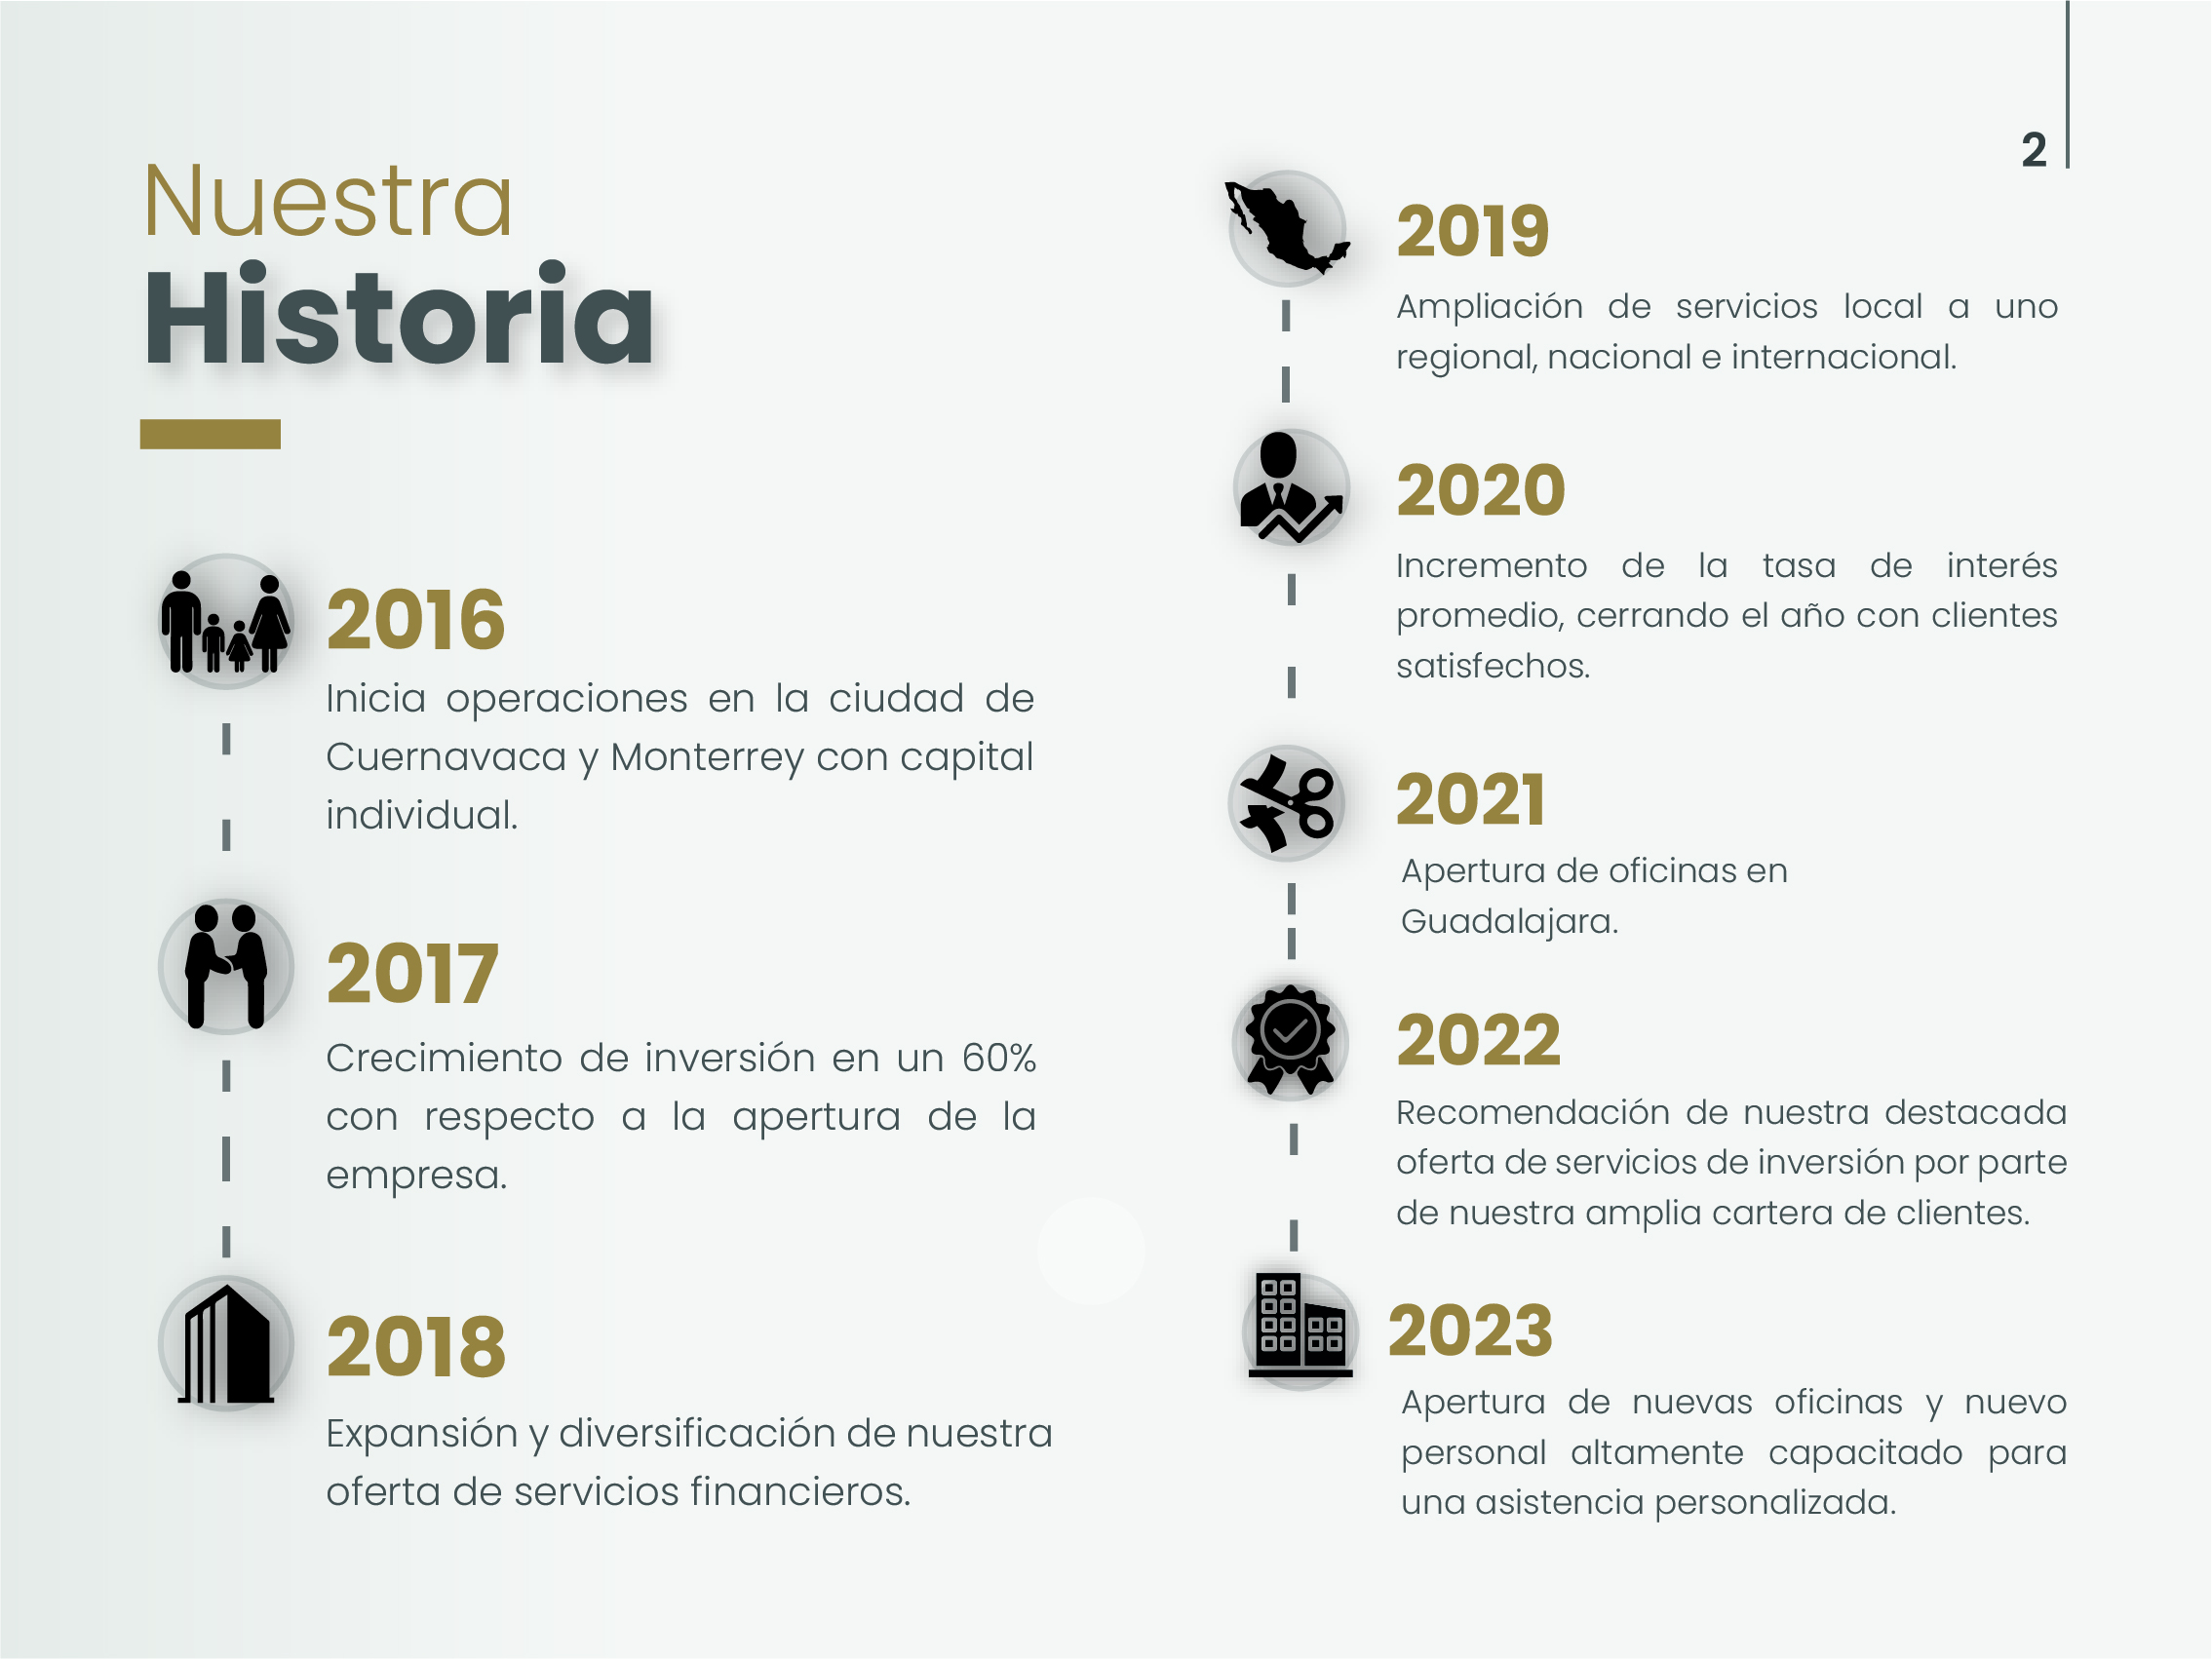 2
Nuestra
Historia
2016
Inicia operaciones en la ciudad de
Cuernavaca y Monterrey con capital
individual.
2017
Crecimiento de inversión en un 60%
con respecto a la apertura de la
empresa.
2018
Expansión y diversificación de nuestra
oferta de servicios financieros.
2019
Ampliación de servicios local a uno
regional, nacional e internacional.
2020
Incremento de la tasa de interés
promedio, cerrando el año con clientes
satisfechos.
2021
Apertura de oficinas en
Guadalajara.
2022
Recomendación de nuestra destacada
oferta de servicios de inversión por parte
de nuestra amplia cartera de clientes.
2023
Apertura de nuevas oficinas y nuevo
personal altamente capacitado para
una asistencia personalizada.